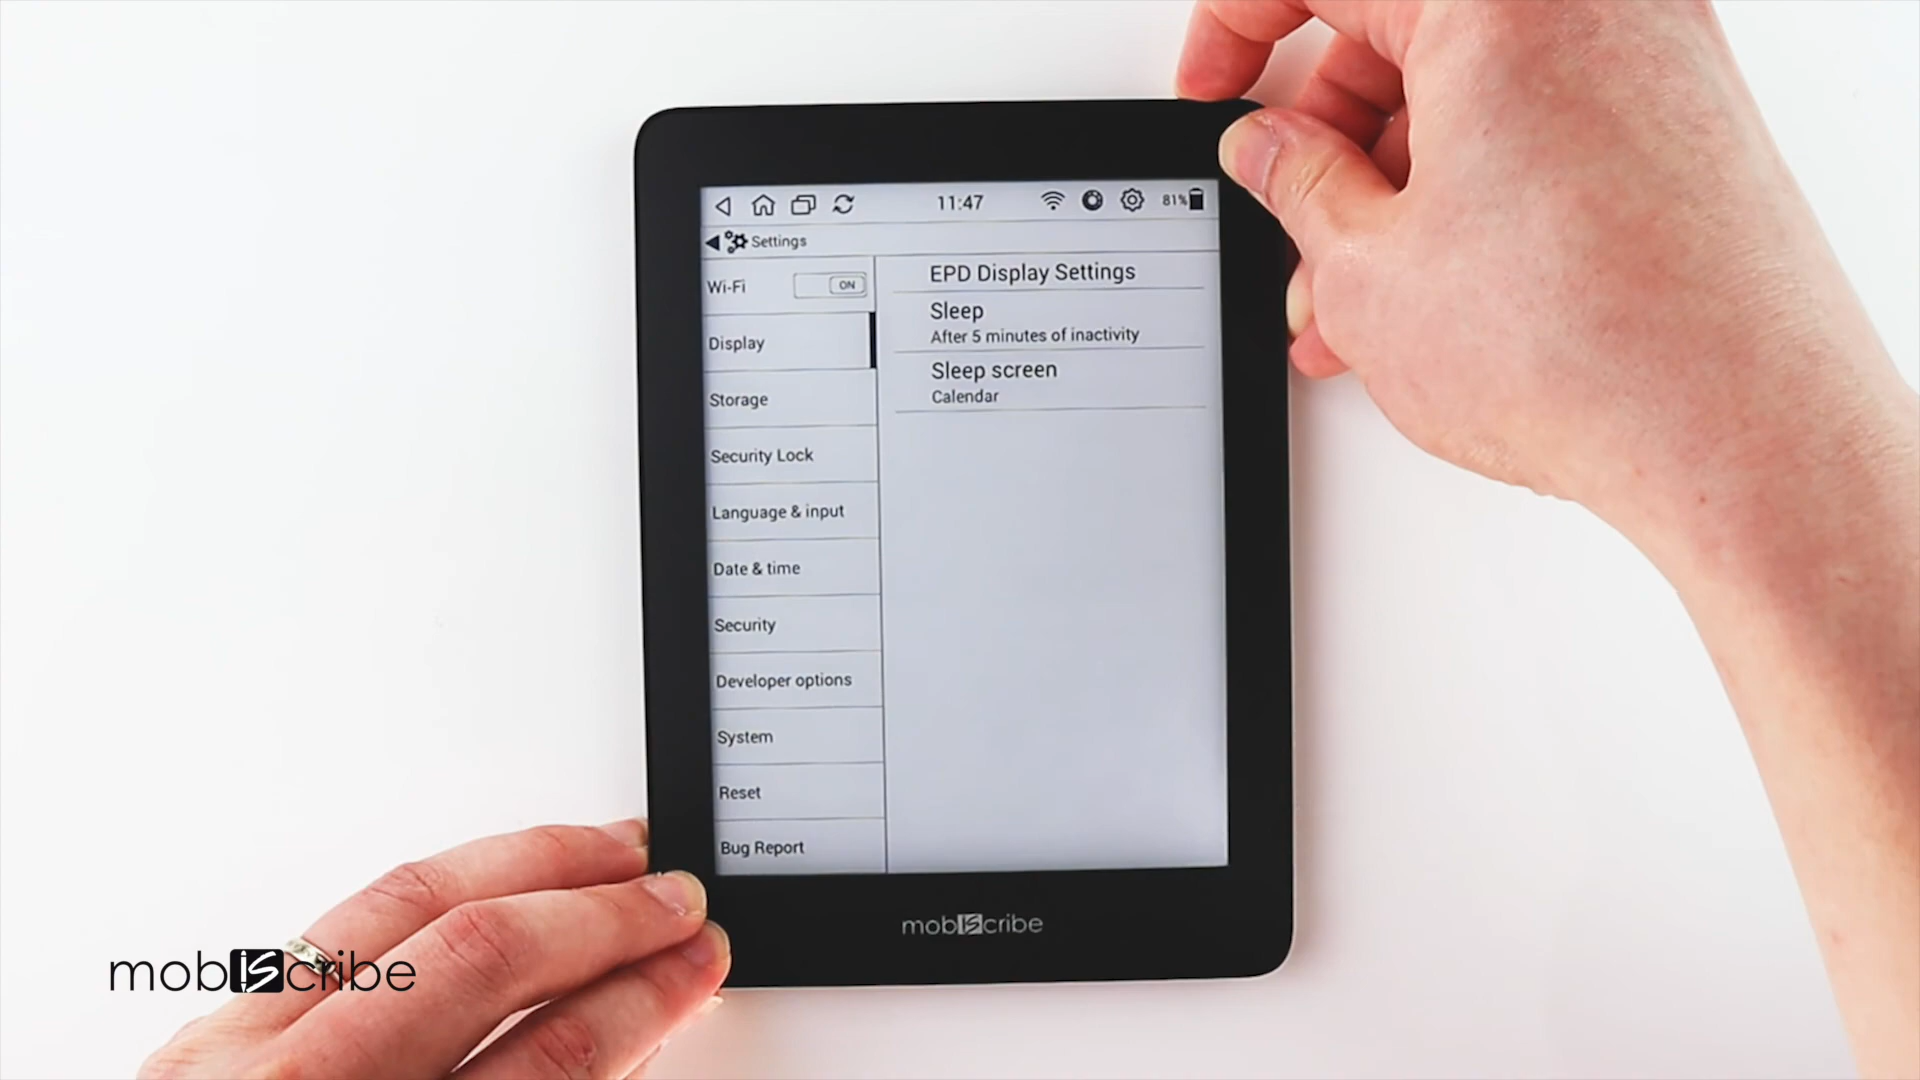 11:47
81%
Settings
Wi-Fi
ON
Display
Storage
Security Lock
Language & input
Date & time
Security
Developer options
System
Reset
Bug Report
EPD Display Settings
Sleep
After 5 minutes of inactivity
Sleep screen
Calendar
mobiscribe
mobiscribe